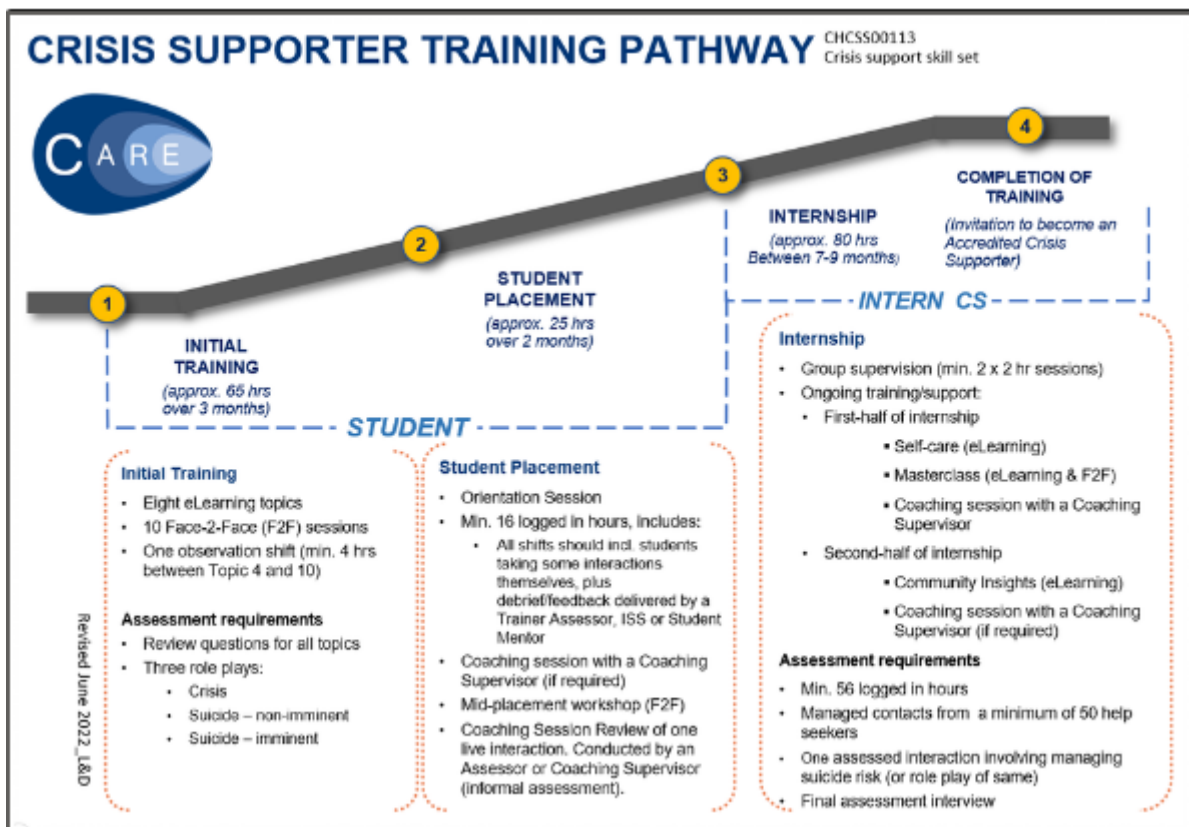 CRISIS SUPPORTER TRAINING PATHWAY
CHCSS00113
Crisis support skill set
CARE
1
2
3
4
INITIAL
TRAINING
(approx. 65 hrs
over 3 months)
STUDENT
PLACEMENT
(approx. 25 hrs
over 2 months)
INTERNSHIP
(approx. 80 hrs
Between 7-9 months)
COMPLETION OF
TRAINING
(Invitation to become an
Accredited Crisis
Supporter)
STUDENT
INTERN CS
Initial Training
• Eight eLearning topics
• 10 Face-2-Face (F2F) sessions
• One observation shift (min. 4 hrs
between Topic 4 and 10)
Assessment requirements
• Review questions for all topics
• Three role plays:
• Crisis
• Suicide – non-imminent
• Suicide – imminent
Student Placement
• Orientation Session
• Min. 16 logged in hours, includes:
• All shifts should incl. students
taking some interactions
themselves, plus
debrief/feedback delivered by a
Trainer Assessor, ISS or Student
Mentor
• Coaching session with a Coaching
Supervisor (if required)
• Mid-placement workshop (F2F)
• Coaching Session Review of one
live interaction. Conducted by an
Assessor or Coaching Supervisor
(informal assessment).
Internship
• Group supervision (min. 2 x 2 hr sessions)
• Ongoing training/support:
• First-half of internship
▪ Self-care (eLearning)
▪ Masterclass (eLearning & F2F)
▪ Coaching session with a Coaching
Supervisor
• Second-half of internship
▪ Community Insights (eLearning)
▪ Coaching session with a Coaching
Supervisor (if required)
Assessment requirements
• Min. 56 logged in hours
• Managed contacts from a minimum of 50 help
seekers
• One assessed interaction involving managing
suicide risk (or role play of same)
• Final assessment interview
Revised June 2022_L&D